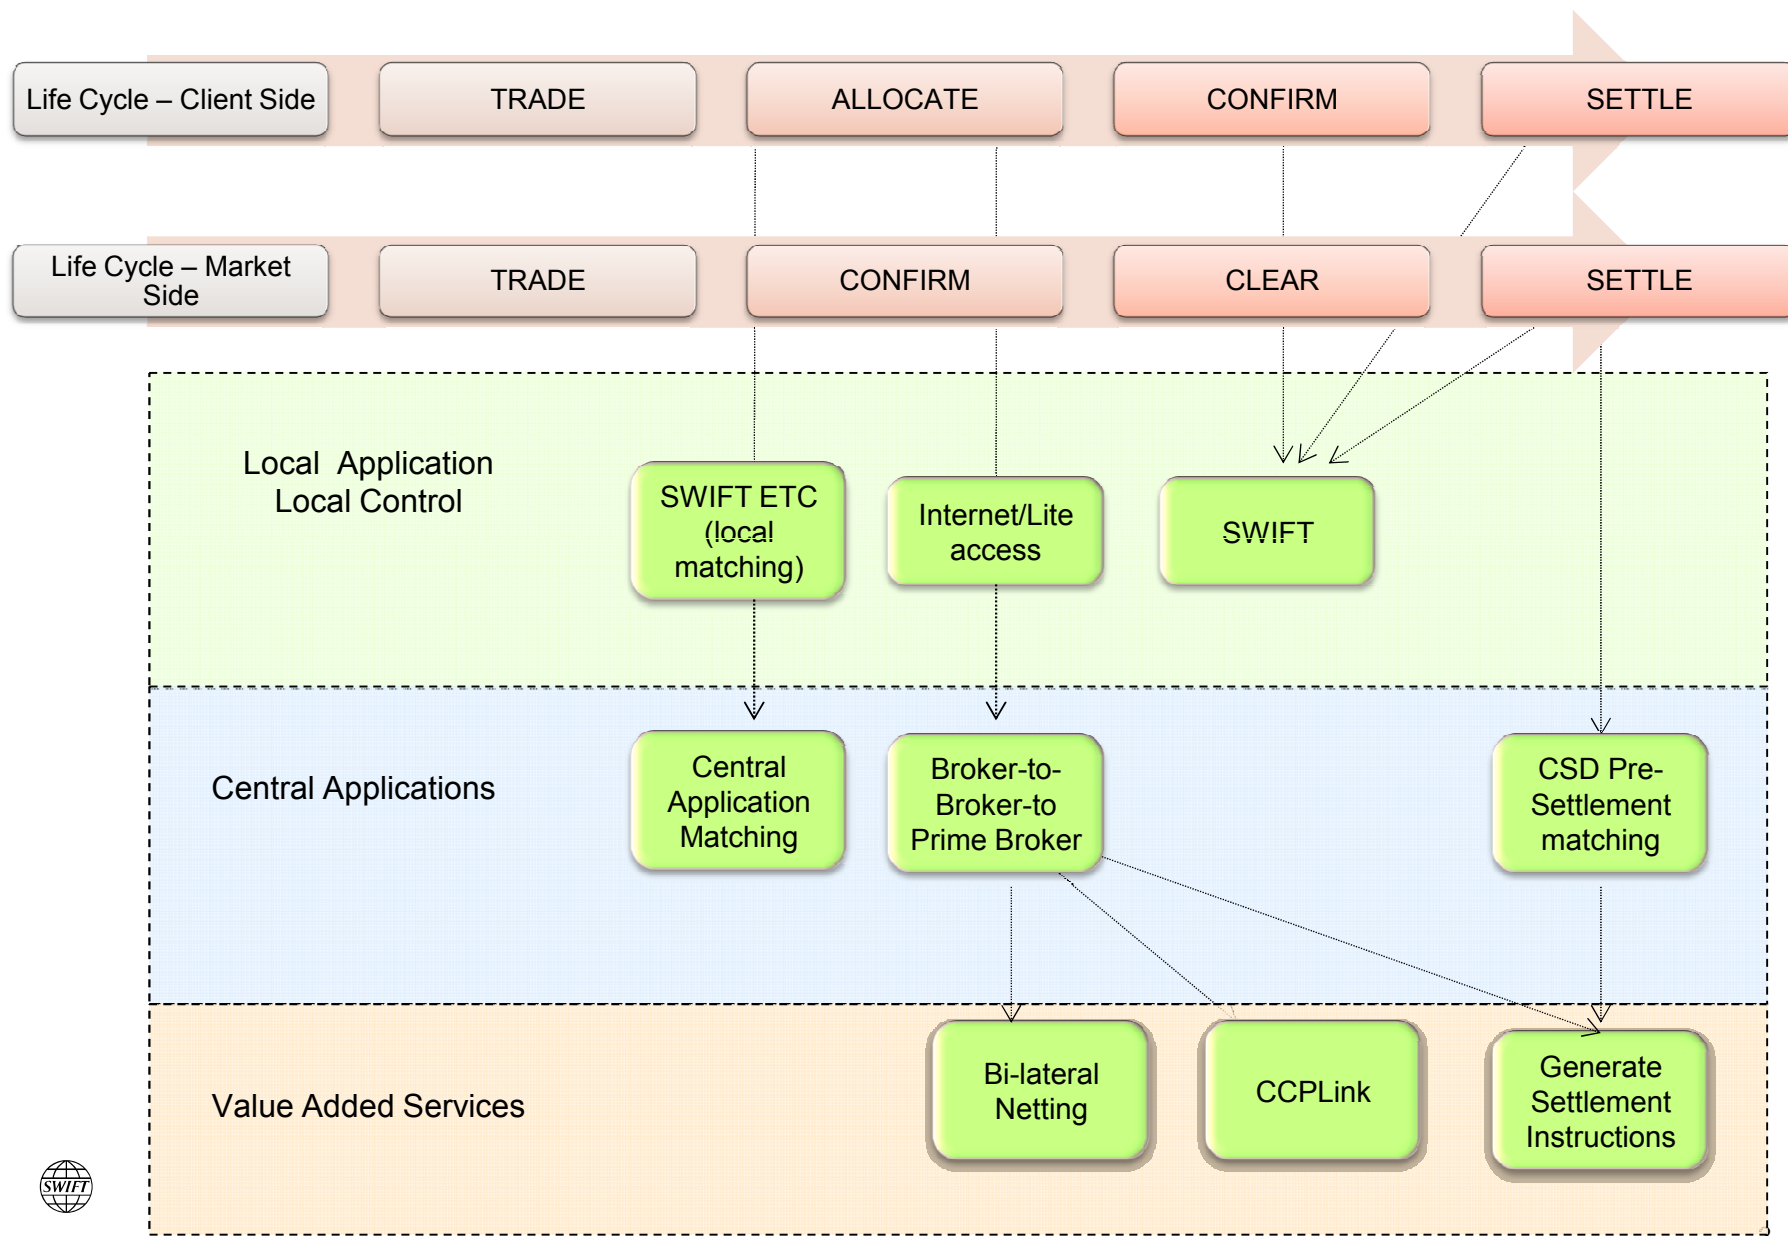 Life Cycle – Client Side
TRADE
ALLOCATE
CONFIRM
SETTLE
Life Cycle – Market
Side
TRADE
CONFIRM
CLEAR
SETTLE
Local Application
Local Control
SWIFT ETC
(local
matching)
Internet/Lite
access
SWIFT
Central Applications
Central
Application
Matching
Broker-to-
Broker-to
Prime Broker
CSD Pre-
Settlement
matching
Value Added Services
Bi-lateral
Netting
CCPLink
Generate
Settlement
Instructions
SWIFT